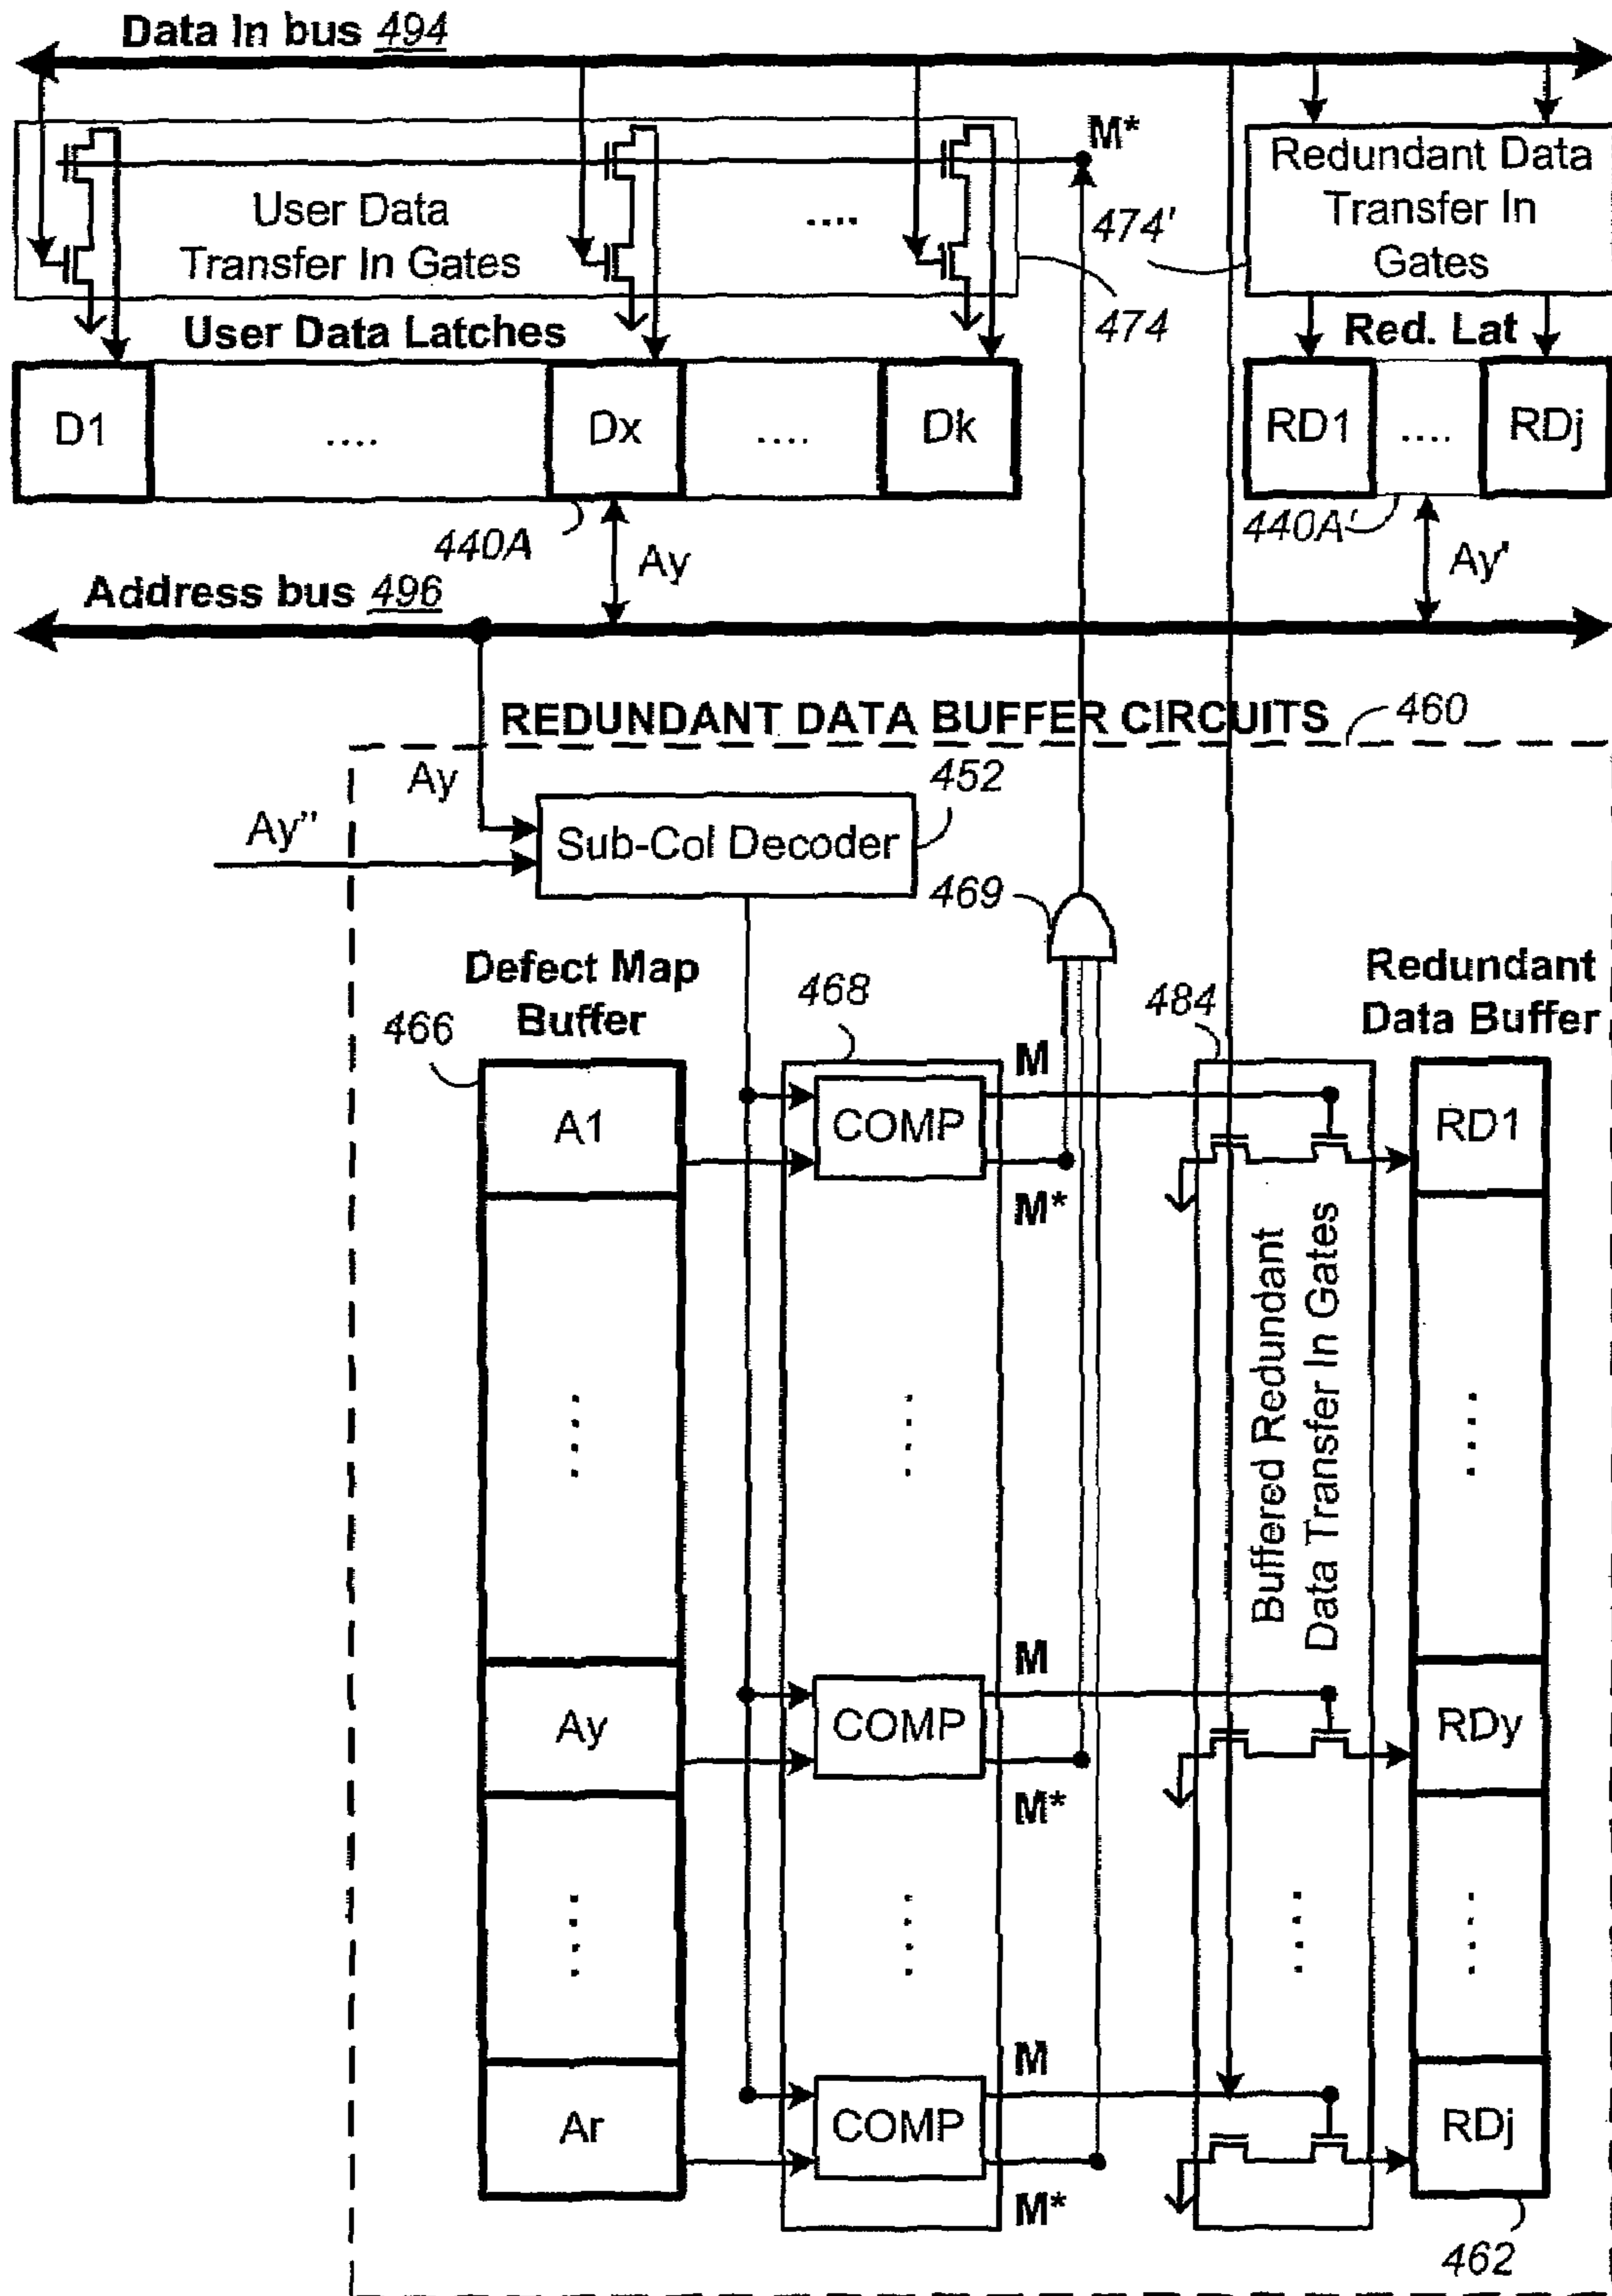 Data In bus 494
M*
User Data
Transfer In Gates
....
474'
474
Redundant Data
Transfer In
Gates
User Data Latches
Red. Lat
D1
....
Dx
....
Dk
RD1
....
RDj
440A
Ay
440A'
Ay'
Address bus 496
REDUNDANT DATA BUFFER CIRCUITS
460
Ay
Ay"
452
Sub-Col Decoder
469
Defect Map
Buffer
466
468
484
Redundant
Data Buffer
A1
COMP
M
M*
RD1
Buffered Redundant
Data Transfer In Gates
Ay
COMP
M
M*
RDy
Ar
COMP
M
M*
RDj
462